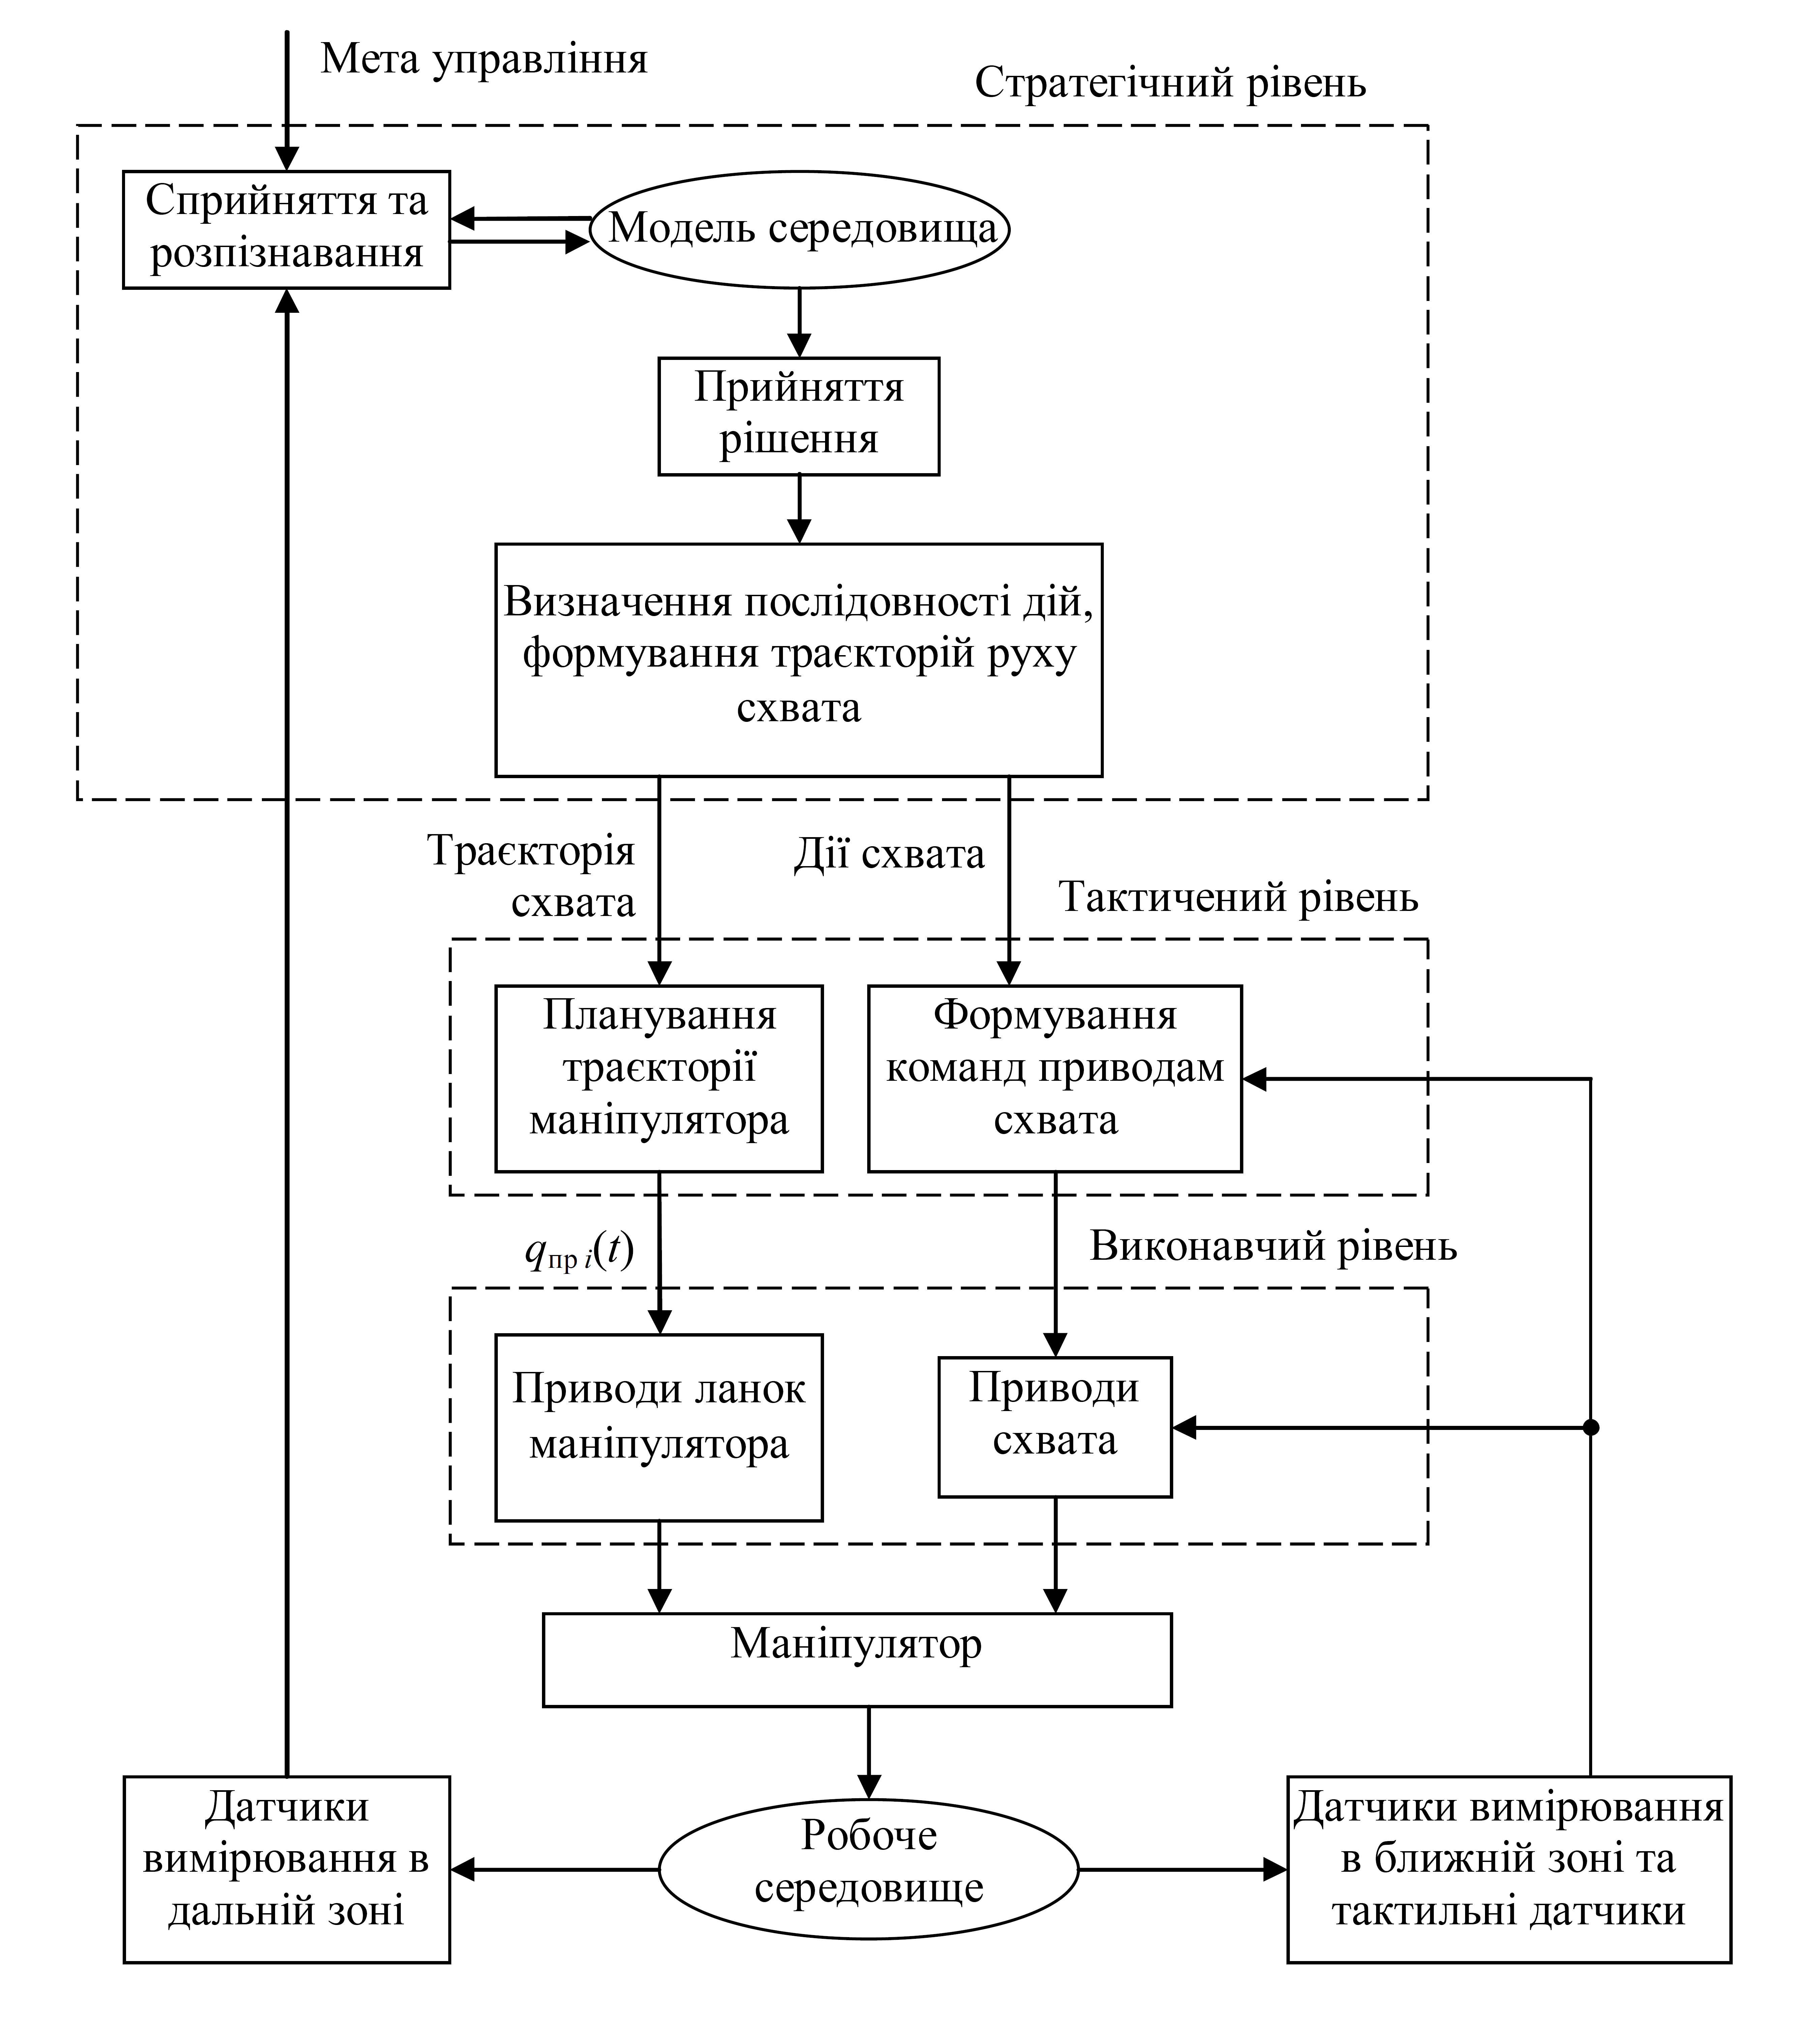 Мета управління
Стратегічний рівень
Сприйняття та
розпізнавання
Модель середовища
Прийняття
рішення
Визначення послідовності дій,
формування траєкторій руху
схвата
Траєкторія
схвата
Дії схвата
Тактичений рівень
Планування
траєкторії
маніпулятора
Формування
команд приводам
схвата
qпр i(t)
Виконавчий рівень
Приводи ланок
маніпулятора
Приводи
схвата
Маніпулятор
Датчики
вимірювання в
дальній зоні
Робоче
середовище
Датчики вимірювання
в ближній зоні та
тактильні датчики